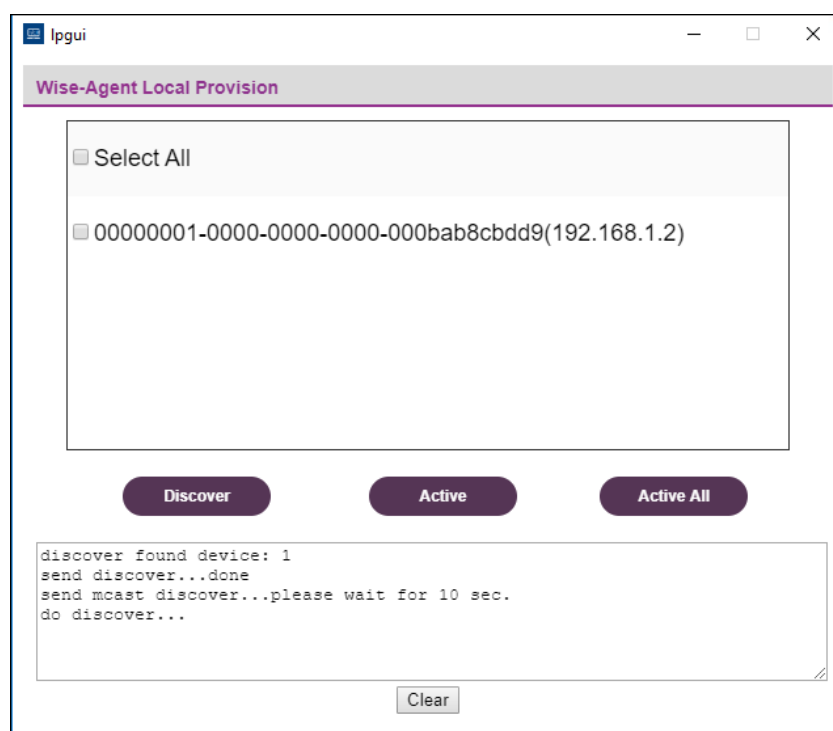 lpgui
Wise-Agent Local Provision
Select All
00000001-0000-0000-0000-000bab8cbdd9(192.168.1.2)
Discover Active Active All
discover found device: 1
send discover...done
send mcast discover...please wait for 10 sec.
do discover...
Clear